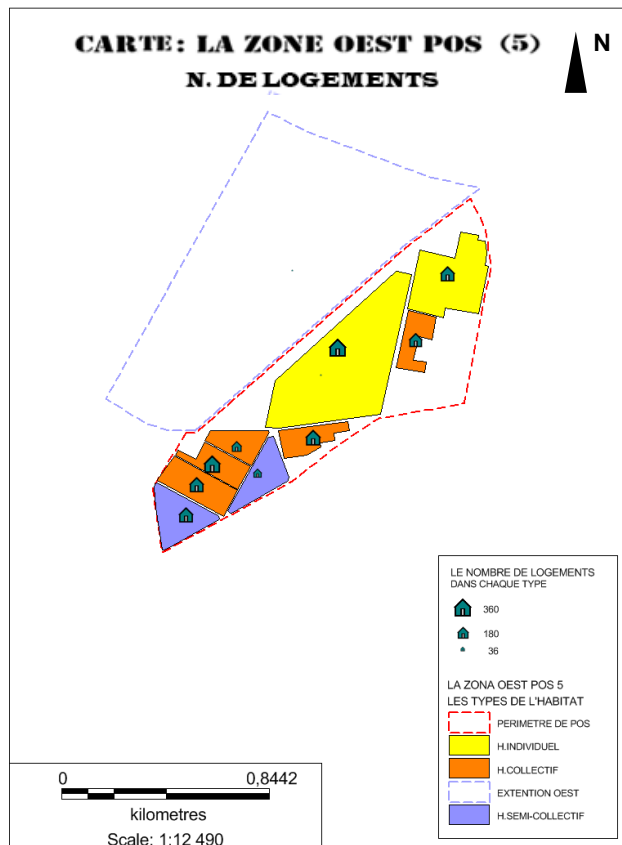 CARTE: LA ZONE OEST POS (5)
N. DE LOGEMENTS
N
LE NOMBRE DE LOGEMENTS
DANS CHAQUE TYPE
360
180
36
LA ZONA OEST POS 5
LES TYPES DE L'HABITAT
PERIMETRE DE POS
H.INDIVIDUEL
H.COLLECTIF
EXTENTION OEST
H.SEMI-COLLECTIF
0 0,8442
kilometres
Scale: 1:12 490